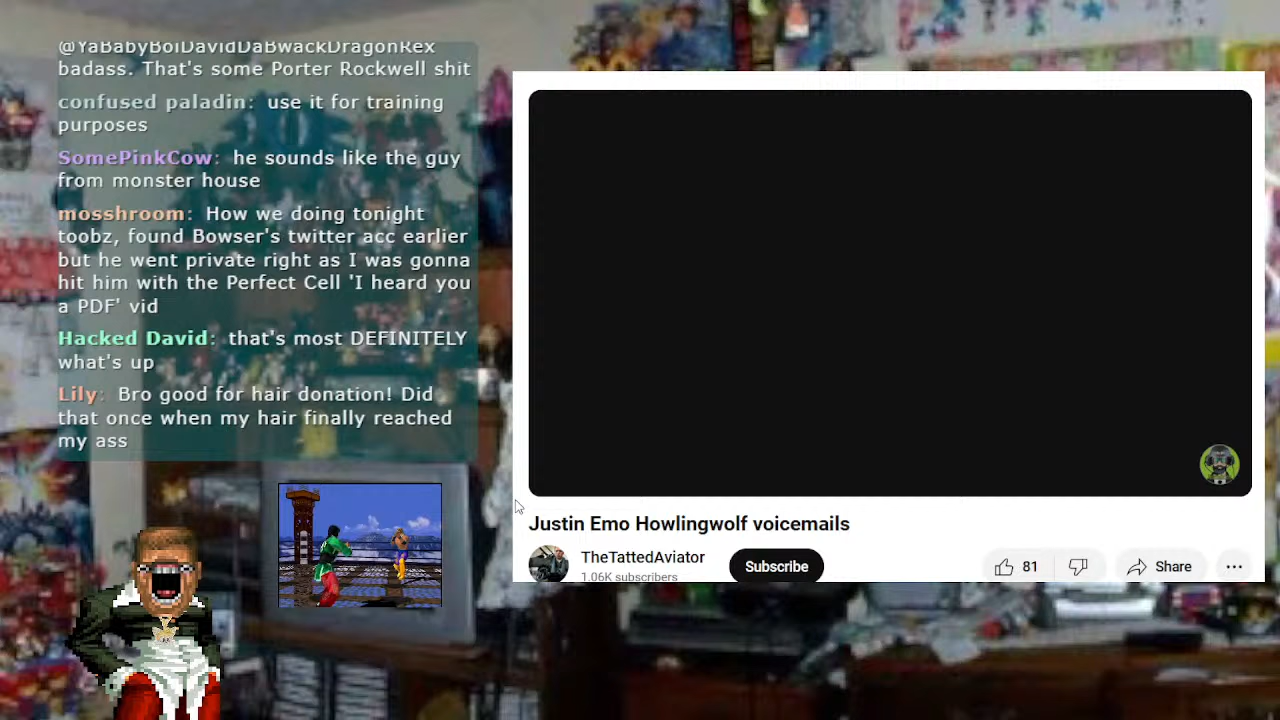 @YaBabyBoiDavidDaBwackDragonRex
badass. That's some Porter Rockwell shit
confused paladin: use it for training
purposes
SomePinkCow: he sounds like the guy
from monster house
mosshroom: How we doing tonight
toobz, found Bowser's twitter acc earlier
but he went private right as I was gonna
hit him with the Perfect Cell 'I heard you
a PDF' vid
Hacked David: that's most DEFINITELY
what's up
Lily: Bro good for hair donation! Did
that once when my hair finally reached
my ass
Justin Emo Howlingwolf voicemails
TheTattedAviator
1.06K subscribers
Subscribe
81
Share